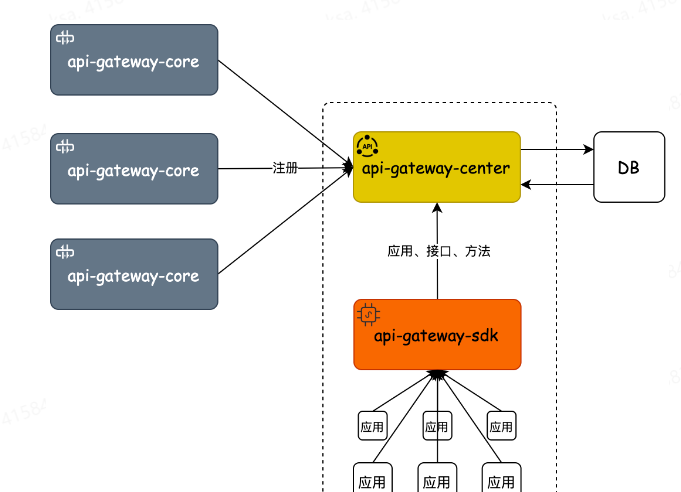 api-gateway-core
API
api-gateway-core
注册
api-gateway-center
DB
api-gateway-core
应用、接口、方法
api-gateway-sdk
应用
应用
应用
应用
应用
应用